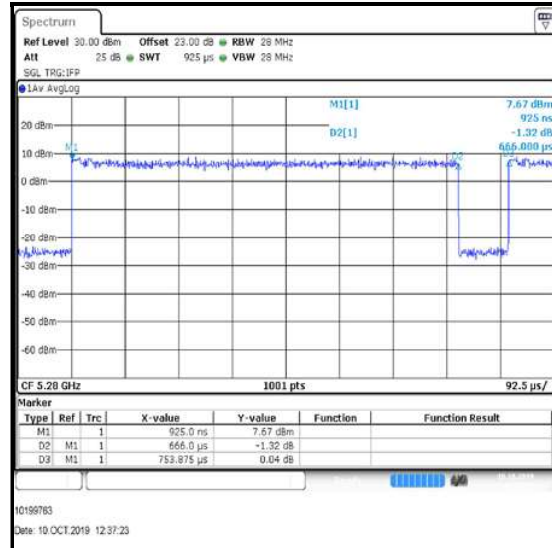 Spectrum
Ref Level 30.00 dBm Offset 23.00 dB RBW 28 MHz
Att 25 dB SWT 925 µs VBW 28 MHz
SGL TRG:IFP
1Av AvgLog
M1[1] 7.67 dBm
925 ns
20 dBm
D2[1] -1.32 dB
666.000 µs
10 dBm
M1
0 dBm
-10 dBm
-20 dBm
-30 dBm
-40 dBm
-50 dBm
-60 dBm
CF 5.28 GHz 1001 pts 92.5 µs/
Marker
Type Ref Trc X-value Y-value Function Function Result
M1 1 925.0 ns 7.67 dBm
D2 M1 1 666.0 µs -1.32 dB
D3 M1 1 753.875 µs 0.04 dB
10199763
Date: 10.OCT.2019 12:37:23